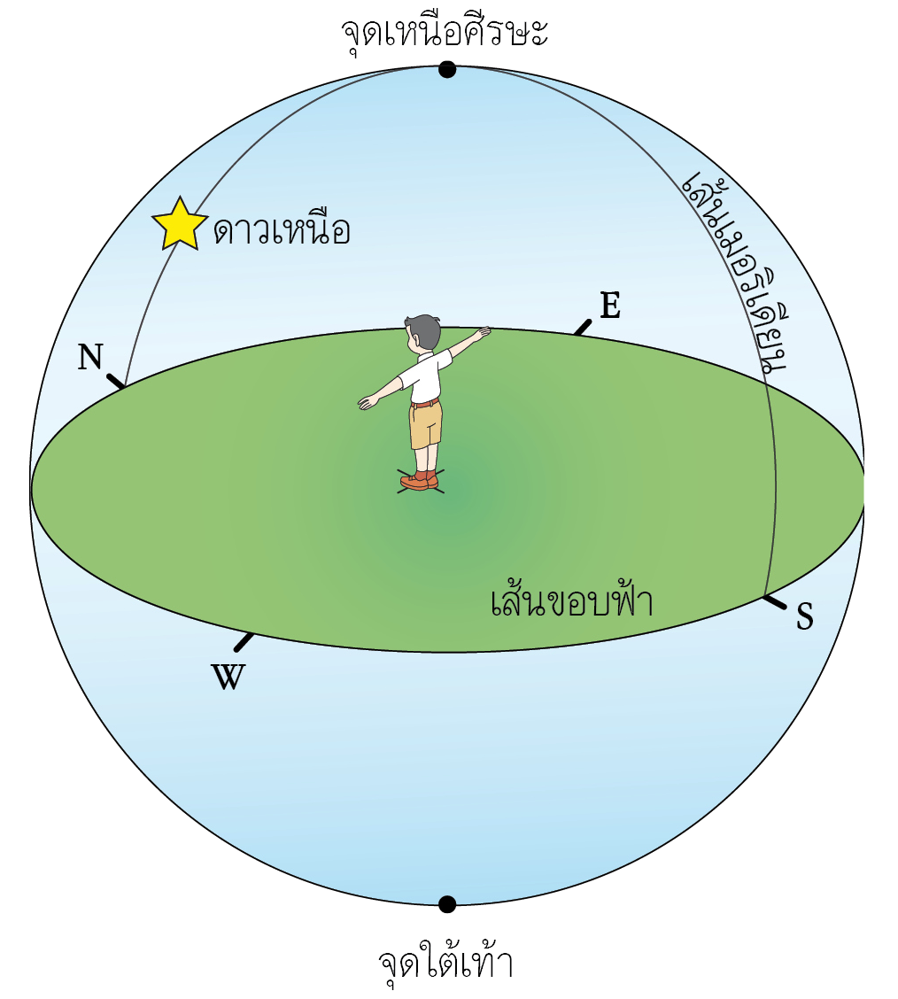 จุดเหนือศีรษะ
เส้นเมอริเดียน
ดาวเหนือ
E
N
เส้นขอบฟ้า
S
W
จุดใต้เท้า